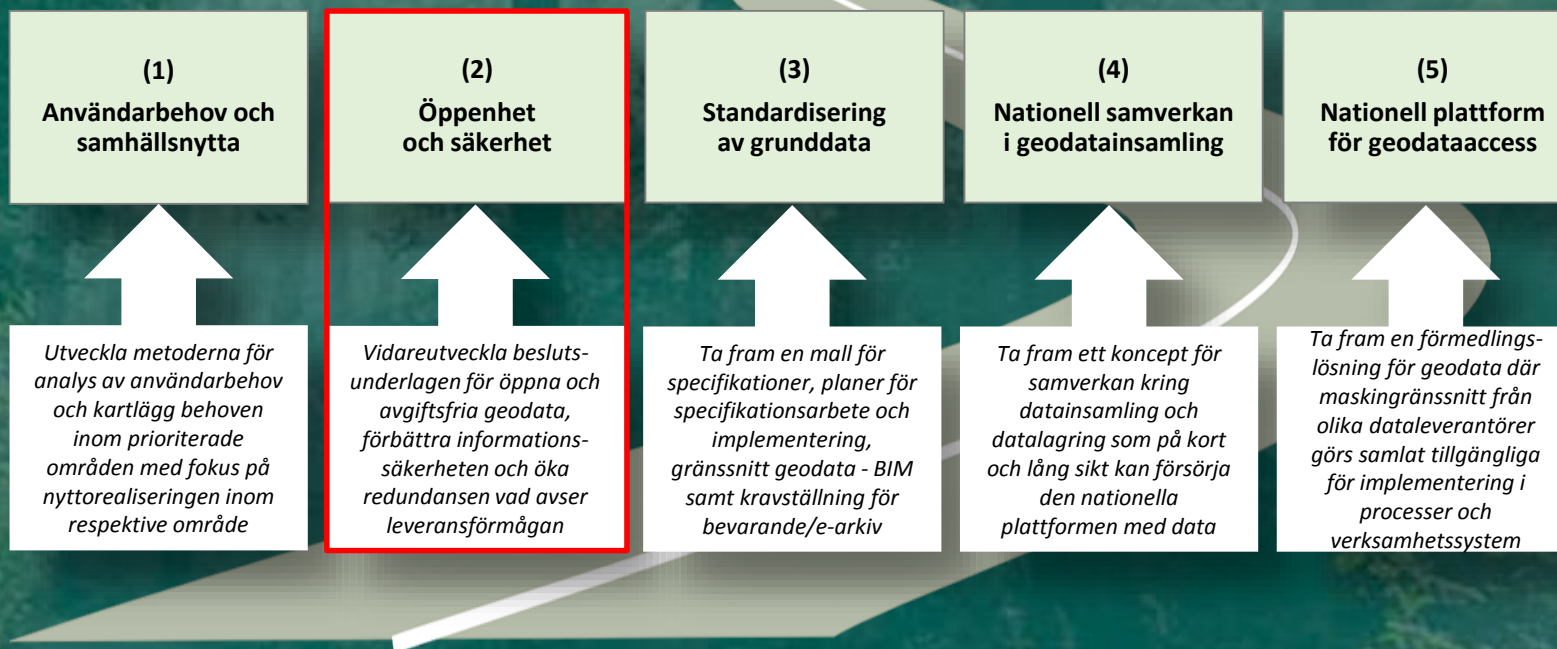 (1)
Användarbehov och
samhällsnytta
(2)
Öppenhet
och säkerhet
(3)
Standardisering
av grunddata
(4)
Nationell samverkan
i geodatainsamling
(5)
Nationell plattform
för geodataaccess
Utveckla metoderna för
analys av användarbehov
och kartlägg behoven
inom prioriterade
områden med fokus på
nyttorealiseringen inom
respektive område
Vidareutveckla besluts-
underlagen för öppna och
avgiftsfria geodata,
förbättra informations-
säkerheten och öka
redundansen vad avser
leveransförmågan
Ta fram en mall för
specifikationer, planer för
specifikationsarbete och
implementering,
gränssnitt geodata - BIM
samt kravställning för
bevarande/e-arkiv
Ta fram ett koncept för
samverkan kring
datainsamling och
datalagring som på kort
och lång sikt kan försörja
den nationella
plattformen med data
Ta fram en förmedlings-
lösning för geodata där
maskingränssnitt från
olika dataleverantörer
görs samlat tillgängliga
för implementering i
processer och
verksamhetssystem